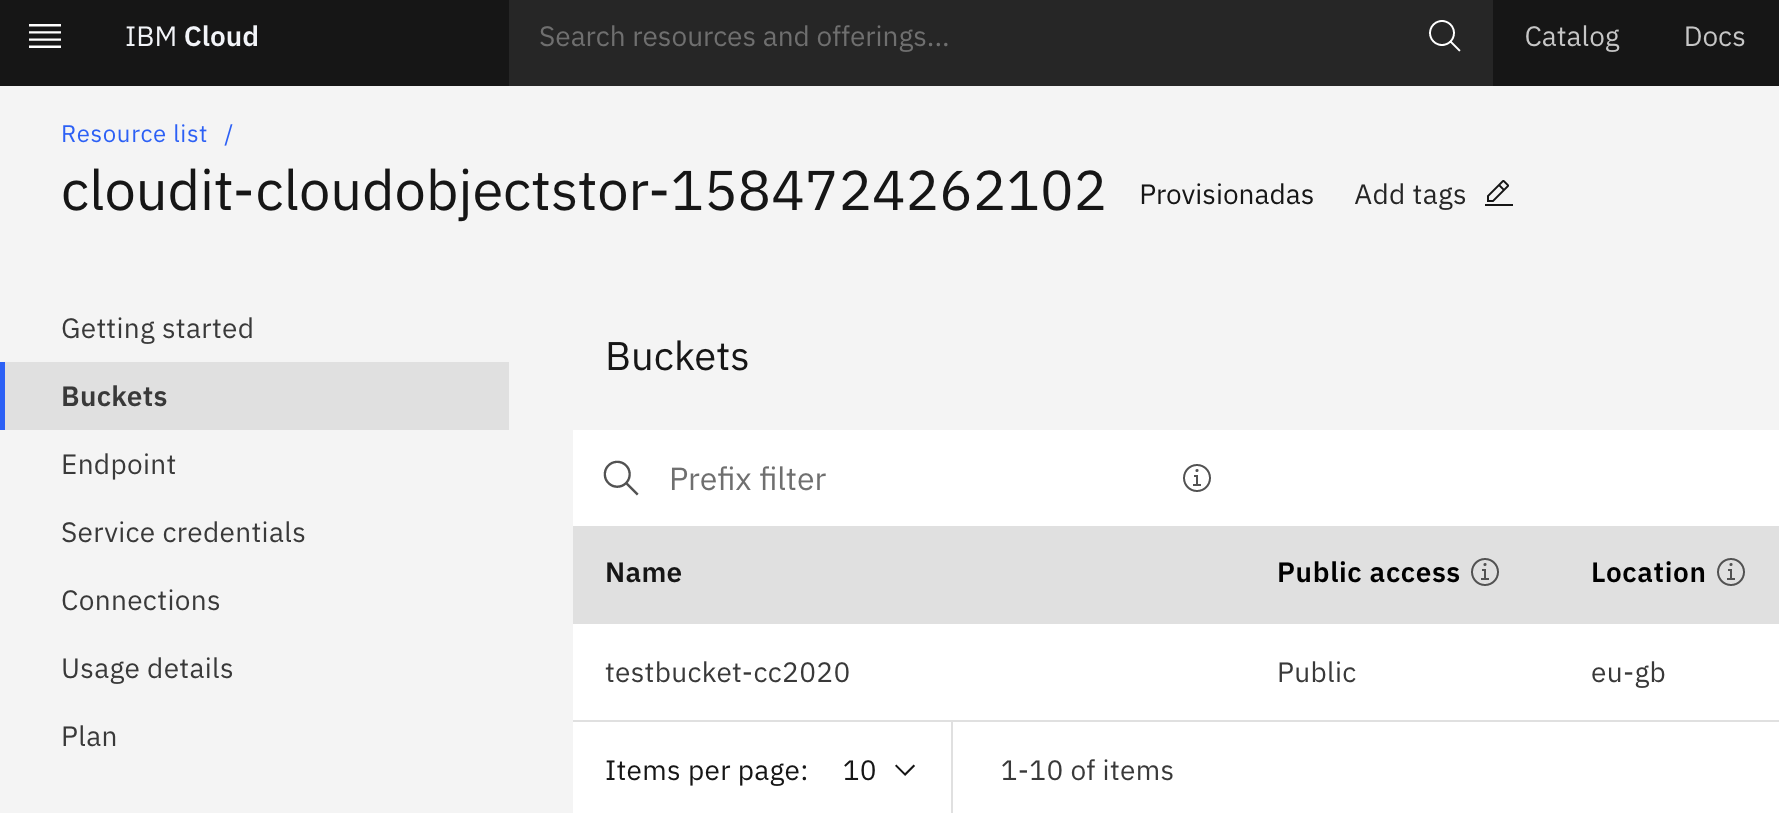 IBM Cloud
Search resources and offerings...
Catalog
Docs
Resource list /
cloudit-cloudobjectstor-1584724262102
Provisionadas
Add tags
Getting started
Buckets
Endpoint
Service credentials
Connections
Usage details
Plan
Buckets
Prefix filter
Name Public access Location
testbucket-cc2020 Public eu-gb
Items per page: 10
1-10 of items